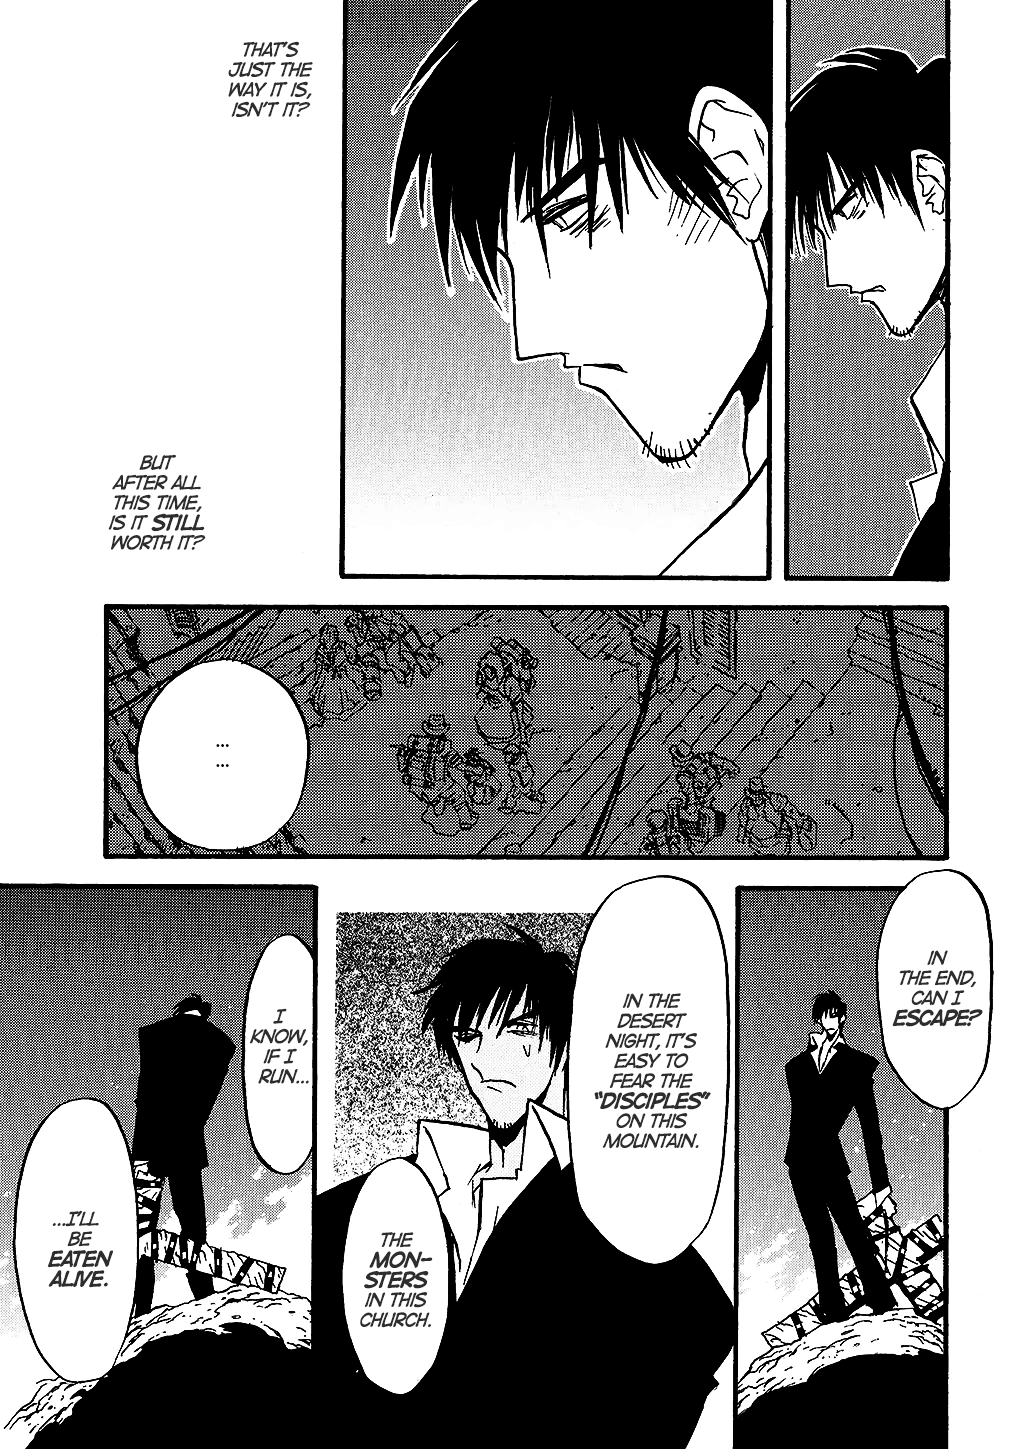 THAT'S
JUST THE
WAY IT IS,
ISN'T IT?
BUT
AFTER ALL
THIS TIME,
IS IT STILL
WORTH IT?
...
...
IN
THE END,
CAN I
ESCAPE?
IN THE
DESERT
NIGHT, IT'S
EASY TO
FEAR THE
"DISCIPLES"
ON THIS
MOUNTAIN.
THE
MON-
STERS
IN THIS
CHURCH.
I
KNOW,
IF I
RUN...
...I'LL
BE
EATEN
ALIVE.